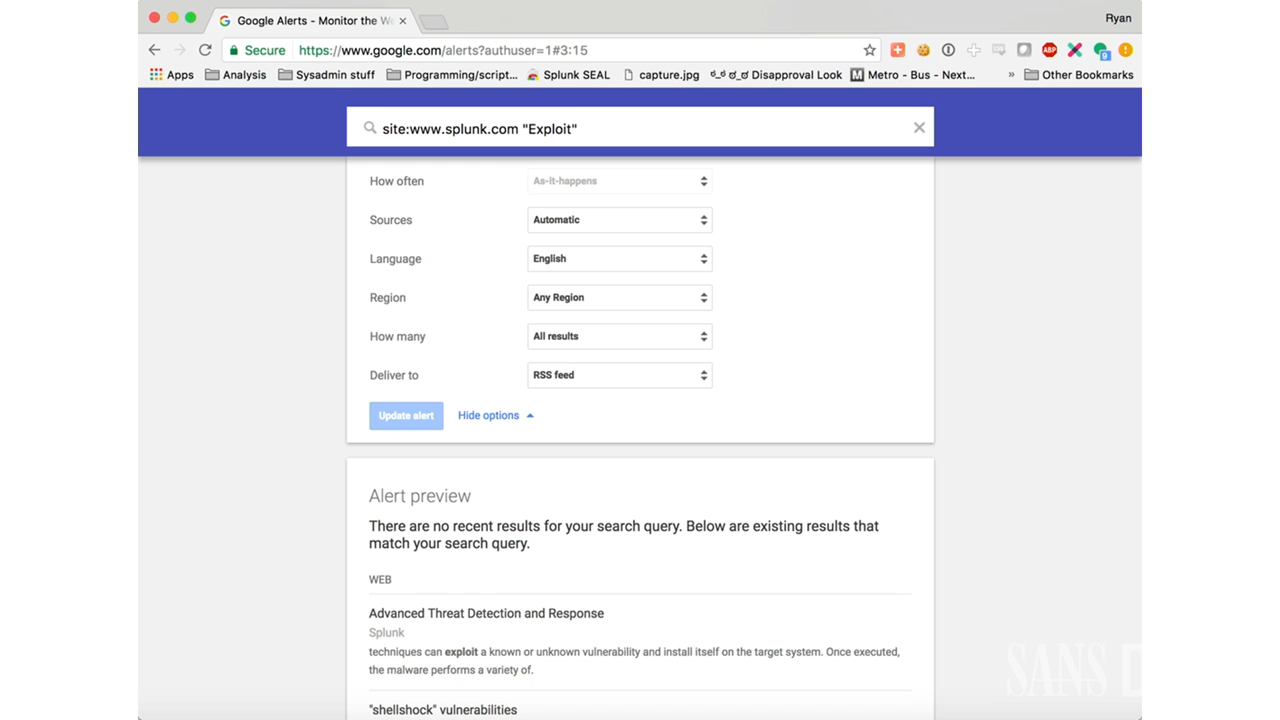 Google Alerts - Monitor the We
Ryan
Secure
https://www.google.com/alerts?authuser=1#3:15
ABP
9
Apps
Analysis
Sysadmin stuff
Programming/script...
Splunk SEAL
capture.jpg
ಠ_ಠ ಠ_ಠ Disapproval Look
M
Metro - Bus - Next...
»
Other Bookmarks
site:www.splunk.com "Exploit"
How often
As-it-happens
Sources
Automatic
Language
English
Region
Any Region
How many
All results
Deliver to
RSS feed
Update alert
Hide options
Alert preview
There are no recent results for your search query. Below are existing results that
match your search query.
WEB
Advanced Threat Detection and Response
Splunk
techniques can exploit a known or unknown vulnerability and install itself on the target system. Once executed,
the malware performs a variety of.
"shellshock" vulnerabilities
SANS D